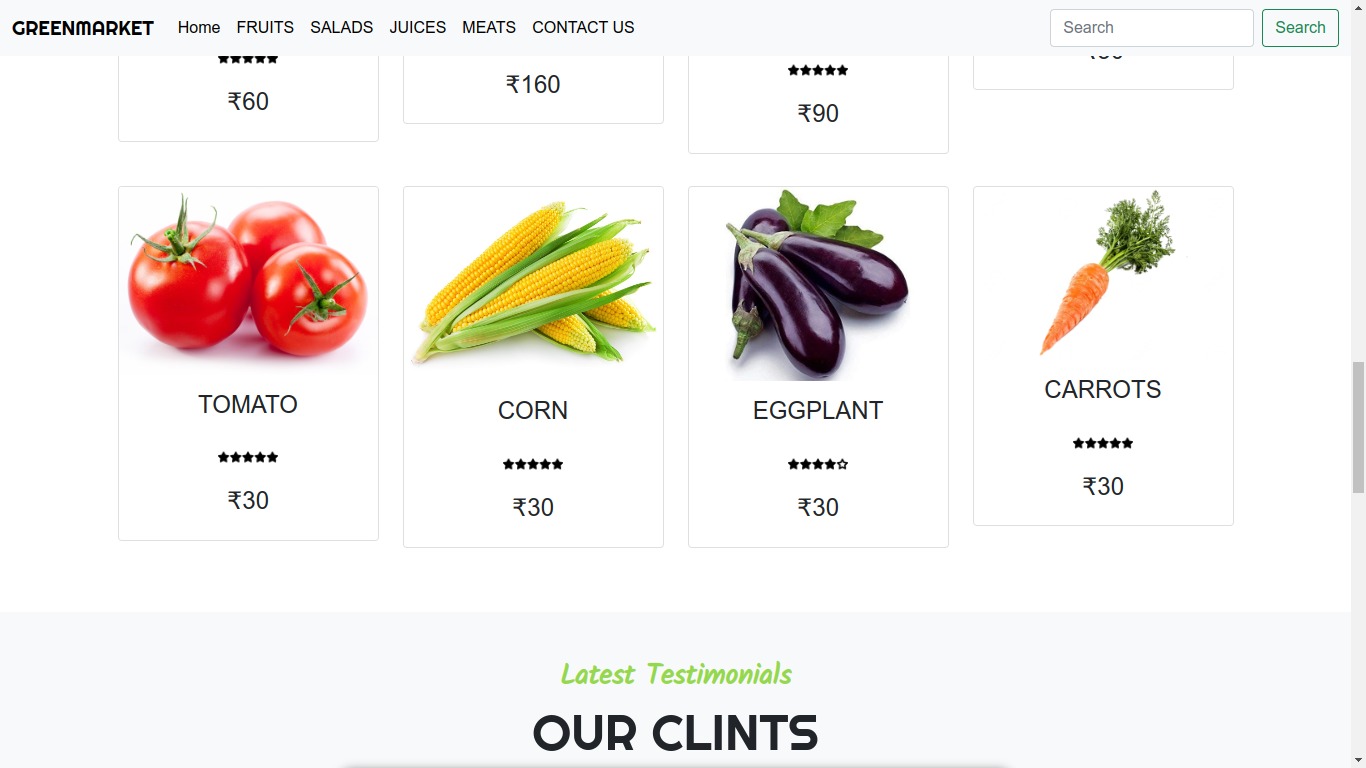 GREENMARKET Home FRUITS SALADS JUICES MEATS CONTACT US Search Search
₹60
₹160
₹90
TOMATO
₹30
CORN
₹30
EGGPLANT
₹30
CARROTS
₹30
Latest Testimonials
OUR CLINTS